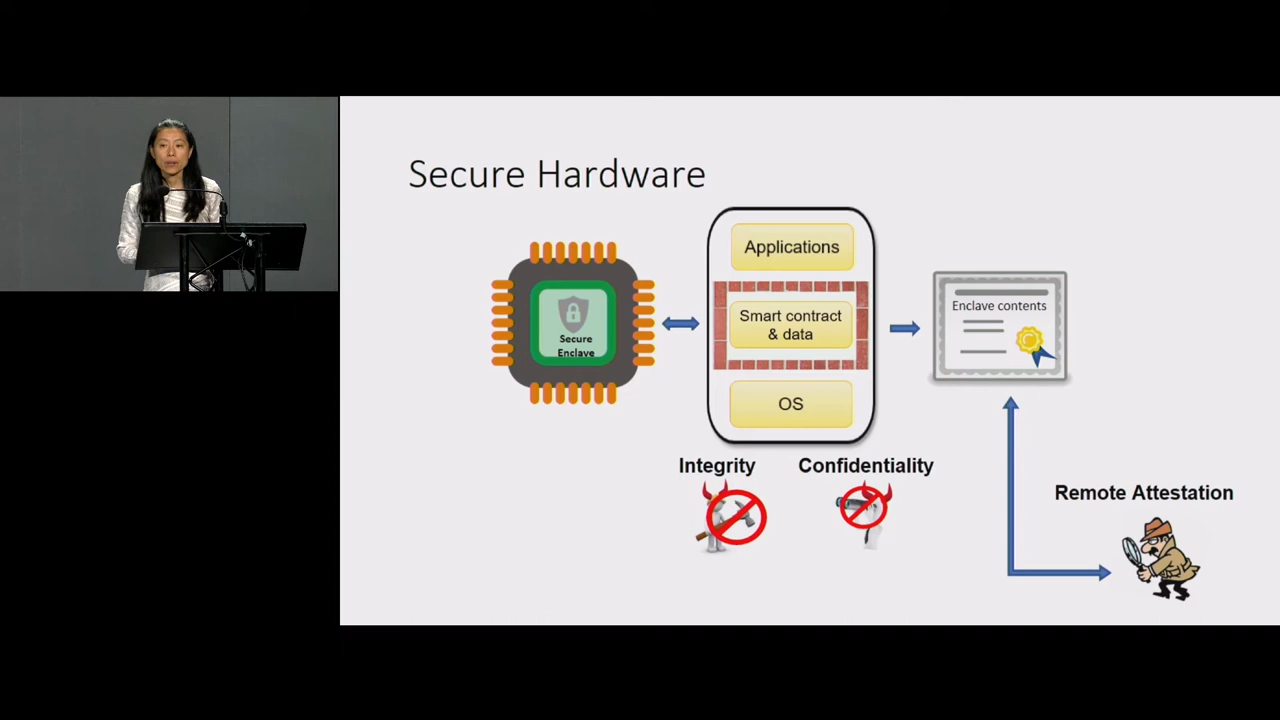 Secure Hardware
Secure
Enclave
Applications
Smart contract
& data
OS
Enclave contents
Integrity
Confidentiality
Remote Attestation